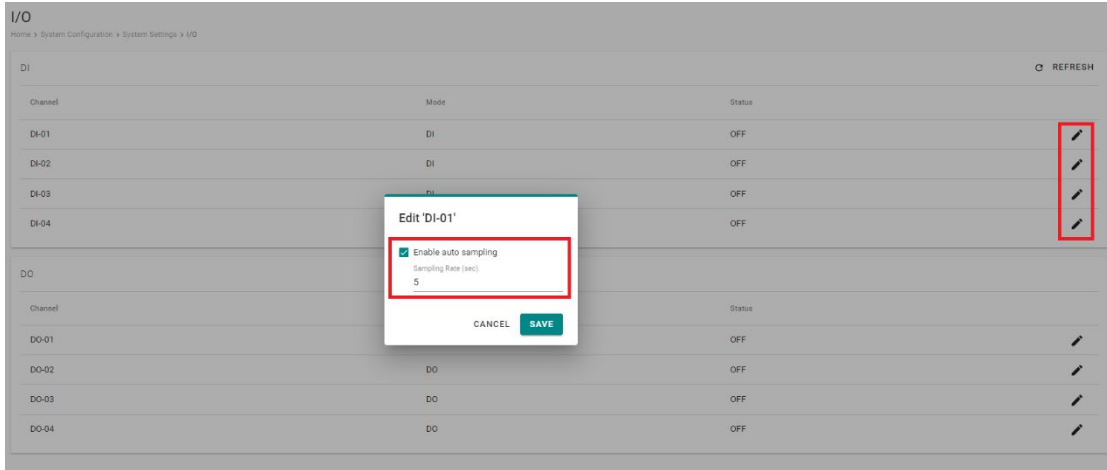 I/O
Home > System Configuration > System Settings > I/O
DI
REFRESH
Channel Mode Status
DI-01 DI OFF
DI-02 DI OFF
DI-03 DI OFF
DI-04 OFF
Edit 'DI-01'
Enable auto sampling
Sampling Rate (sec)
5
CANCEL SAVE
DO
Channel Status
DO-01 OFF
DO-02 DO OFF
DO-03 DO OFF
DO-04 DO OFF